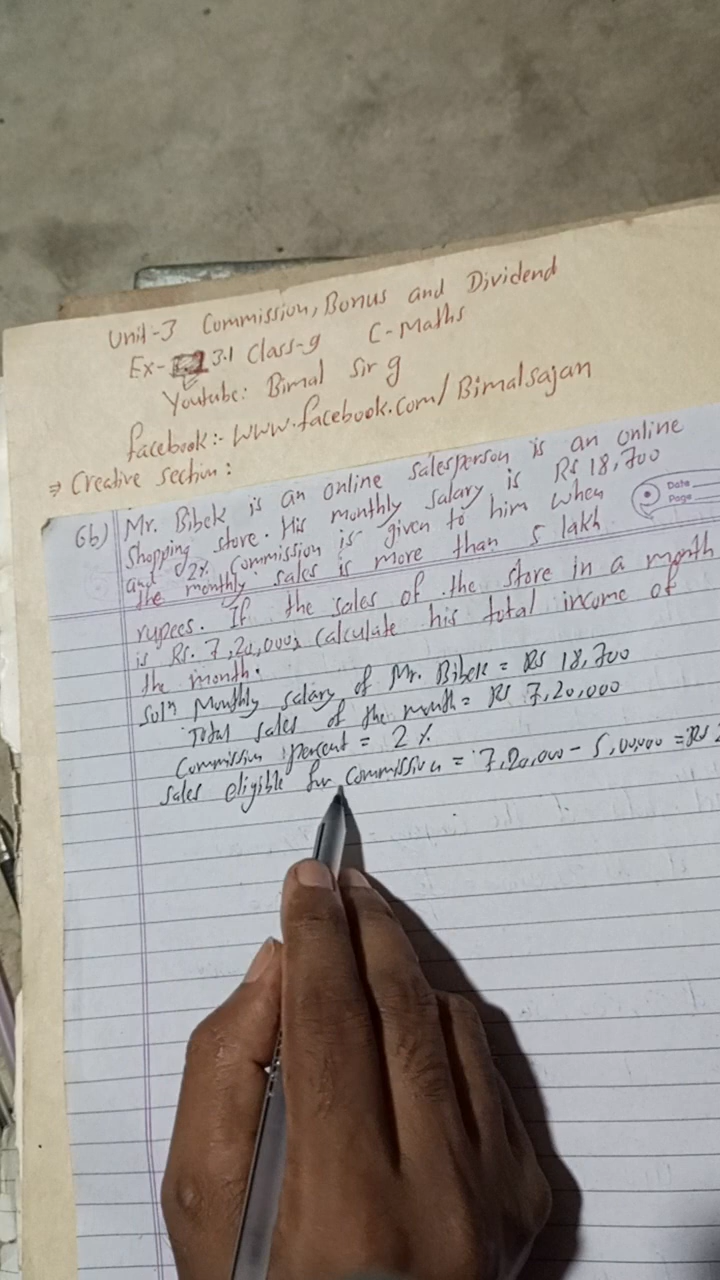 Unit-3 Commission, Bonus and Dividend
Ex- 3.1 Class-9 C-Maths
Youtube: Bimal Sir g
facebook:- www.facebook.com/Bimalsajan
⇒ Creative section:
6b) Mr. Bibek is an online salesperson is an online
shopping store. His monthly salary is Rs 18,700
and 2% Commission is given to him when
the monthly sales is more than 5 lakh
rupees. If the sales of the store in a month
is Rs. 7,20,000, calculate his total income of
the month.
Solⁿ Monthly salary of Mr. Bibek = Rs 18,700
Total sales of the month = Rs 7,20,000
Commission percent = 2%
Sales eligible for Commission = 7,20,000 - 5,00,000 = Rs 2
Date
Page